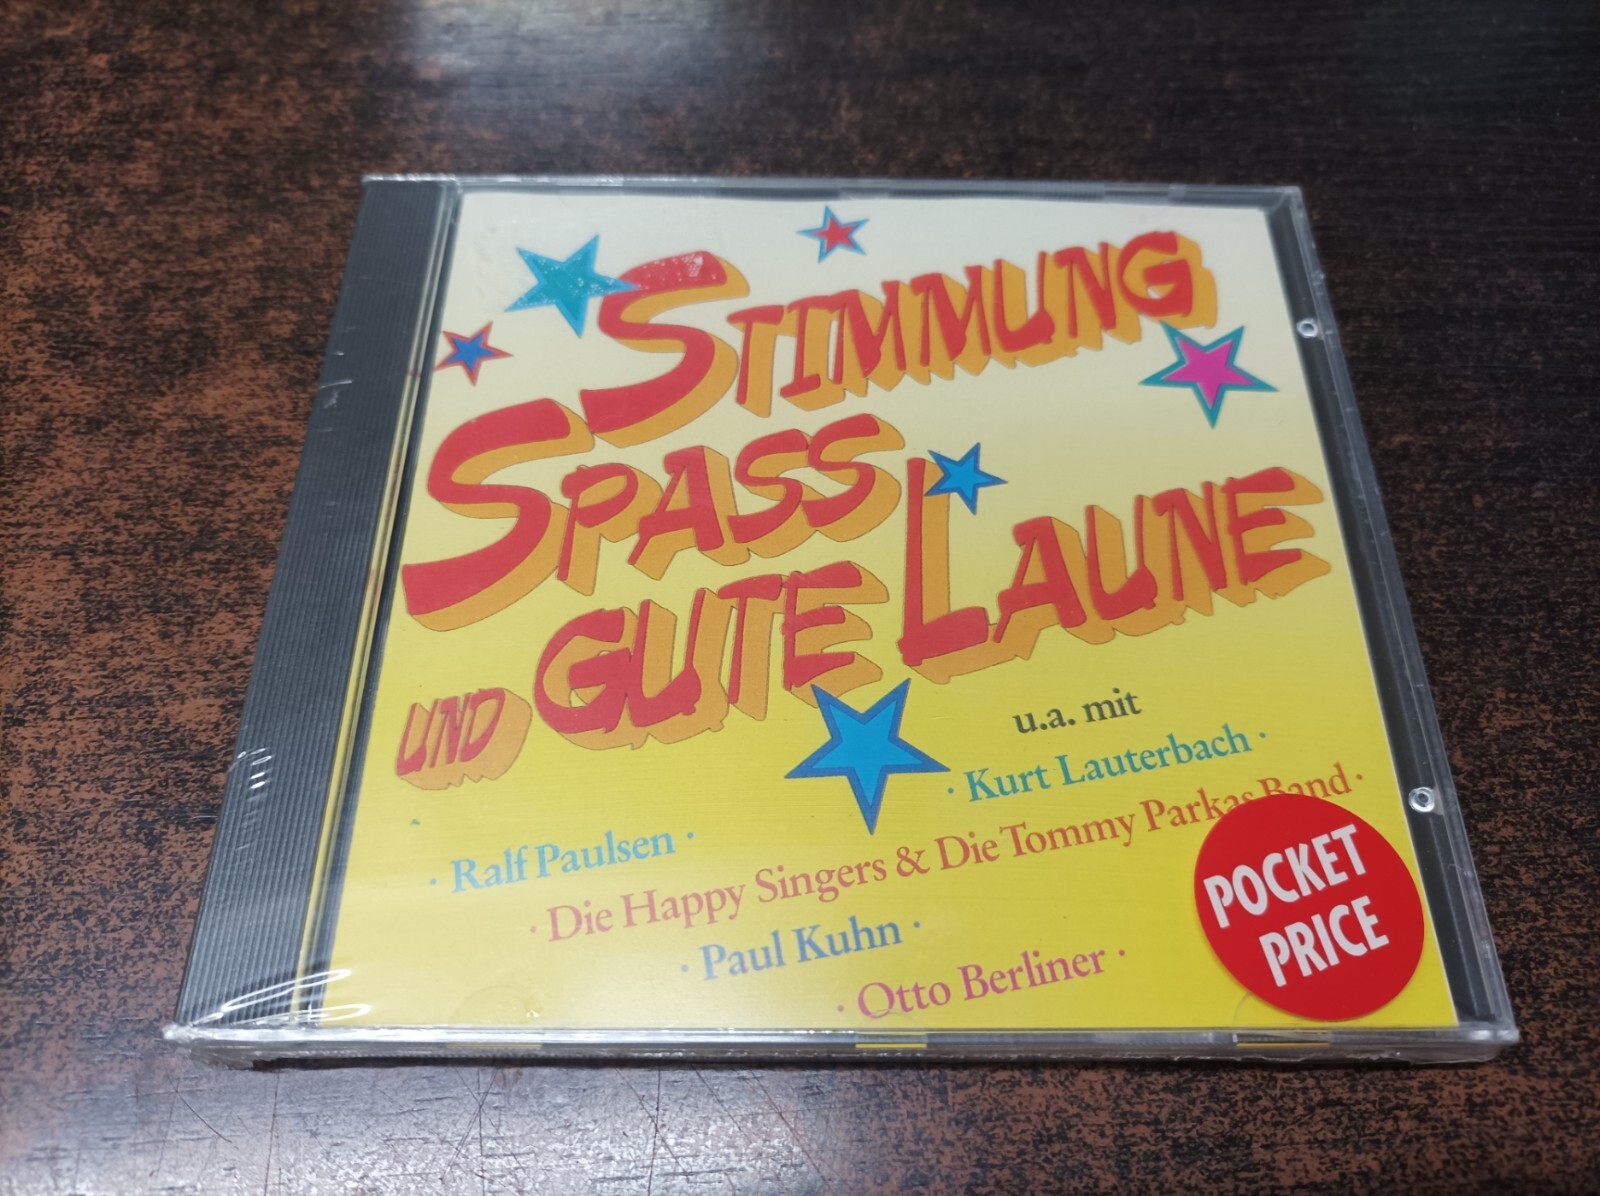 STIMMUNG
SPASS
UND GUTE LAUNE
u.a. mit
· Kurt Lauterbach ·
· Ralf Paulsen ·
· Die Happy Singers & Die Tommy Parkas Band ·
· Paul Kuhn ·
· Otto Berliner ·
POCKET
PRICE